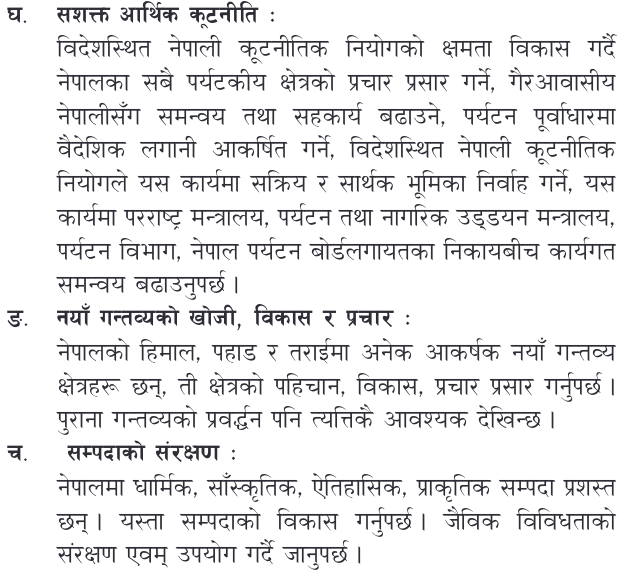 घ. सशक्त आर्थिक कूटनीति :
विदेशस्थित नेपाली कूटनीतिक नियोगको क्षमता विकास गर्दै
नेपालका सबै पर्यटकीय क्षेत्रको प्रचार प्रसार गर्ने, गैरआवासीय
नेपालीसँग समन्वय तथा सहकार्य बढाउने, पर्यटन पूर्वाधारमा
वैदेशिक लगानी आकर्षित गर्ने, विदेशस्थित नेपाली कूटनीतिक
नियोगले यस कार्यमा सक्रिय र सार्थक भूमिका निर्वाह गर्ने, यस
कार्यमा परराष्ट्र मन्त्रालय, पर्यटन तथा नागरिक उड्डयन मन्त्रालय,
पर्यटन विभाग, नेपाल पर्यटन बोर्डलगायतका निकायबीच कार्यगत
समन्वय बढाउनुपर्छ ।
ङ. नयाँ गन्तव्यको खोजी, विकास र प्रचार :
नेपालको हिमाल, पहाड र तराईमा अनेक आकर्षक नयाँ गन्तव्य
क्षेत्रहरू छन्, ती क्षेत्रको पहिचान, विकास, प्रचार प्रसार गर्नुपर्छ ।
पुराना गन्तव्यको प्रवर्द्धन पनि त्यत्तिकै आवश्यक देखिन्छ ।
च. सम्पदाको संरक्षण :
नेपालमा धार्मिक, साँस्कृतिक, ऐतिहासिक, प्राकृतिक सम्पदा प्रशस्त
छन् । यस्ता सम्पदाको विकास गर्नुपर्छ । जैविक विविधताको
संरक्षण एवम् उपयोग गर्दै जानुपर्छ ।